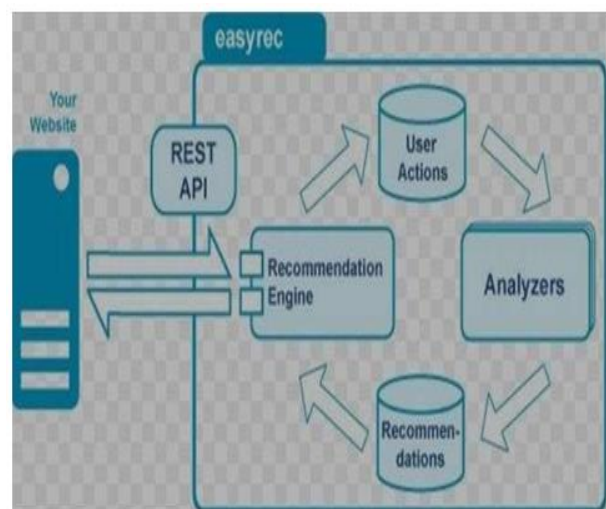 easyrec
Your
Website
REST
API
User
Actions
Recommendation
Engine
Analyzers
Recommen-
dations